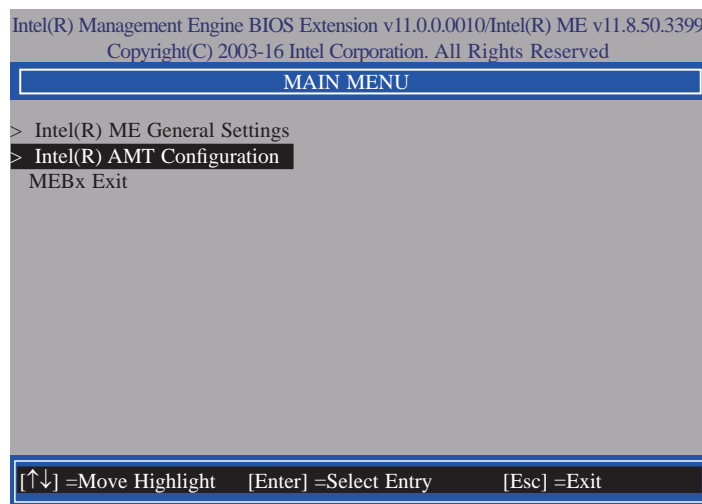 Intel(R) Management Engine BIOS Extension v11.0.0.0010/Intel(R) ME v11.8.50.3399
Copyright(C) 2003-16 Intel Corporation. All Rights Reserved
MAIN MENU
> Intel(R) ME General Settings
> Intel(R) AMT Configuration
MEBx Exit
[↑↓] =Move Highlight [Enter] =Select Entry [Esc] =Exit